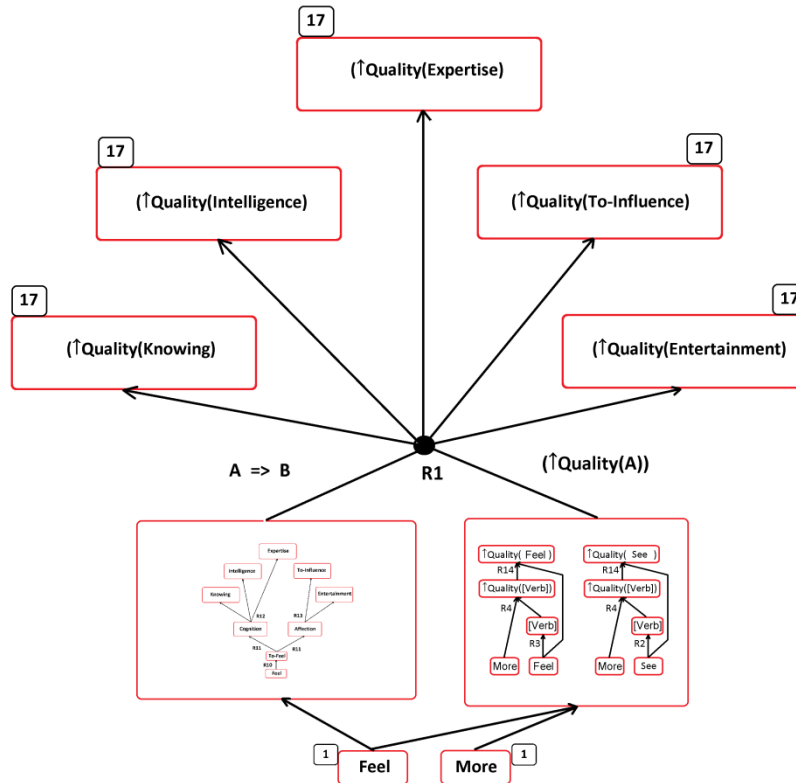 17
(↑Quality(Expertise)
17
(↑Quality(Intelligence)
17
(↑Quality(To-Influence)
17
(↑Quality(Knowing)
17
(↑Quality(Entertainment)
A => B
R1
(↑Quality(A))
Expertise
Intelligence
To-Influence
Knowing
Entertainment
R12
R13
Cognition
Affection
R11
R11
To-Feel
R10
Feel
↑Quality( Feel)
↑Quality( See )
R14
R14
↑Quality([Verb])
↑Quality([Verb])
R4
R4
[Verb]
[Verb]
R3
R2
More
Feel
More
See
1
Feel
More
1